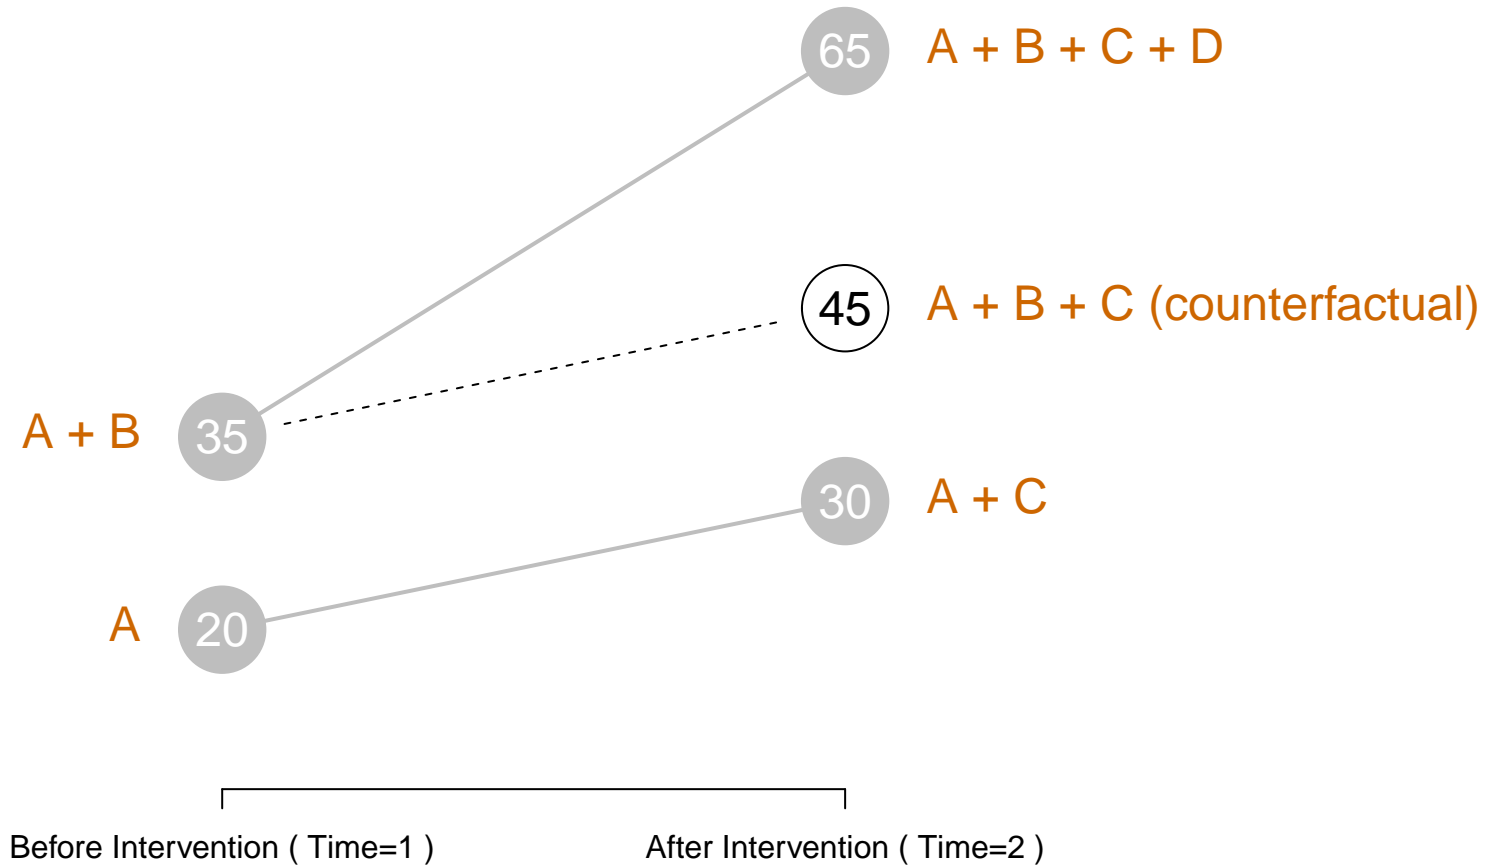 65 A + B + C + D
45 A + B + C (counterfactual)
A + B 35
30 A + C
A 20
Before Intervention ( Time=1 ) After Intervention ( Time=2 )